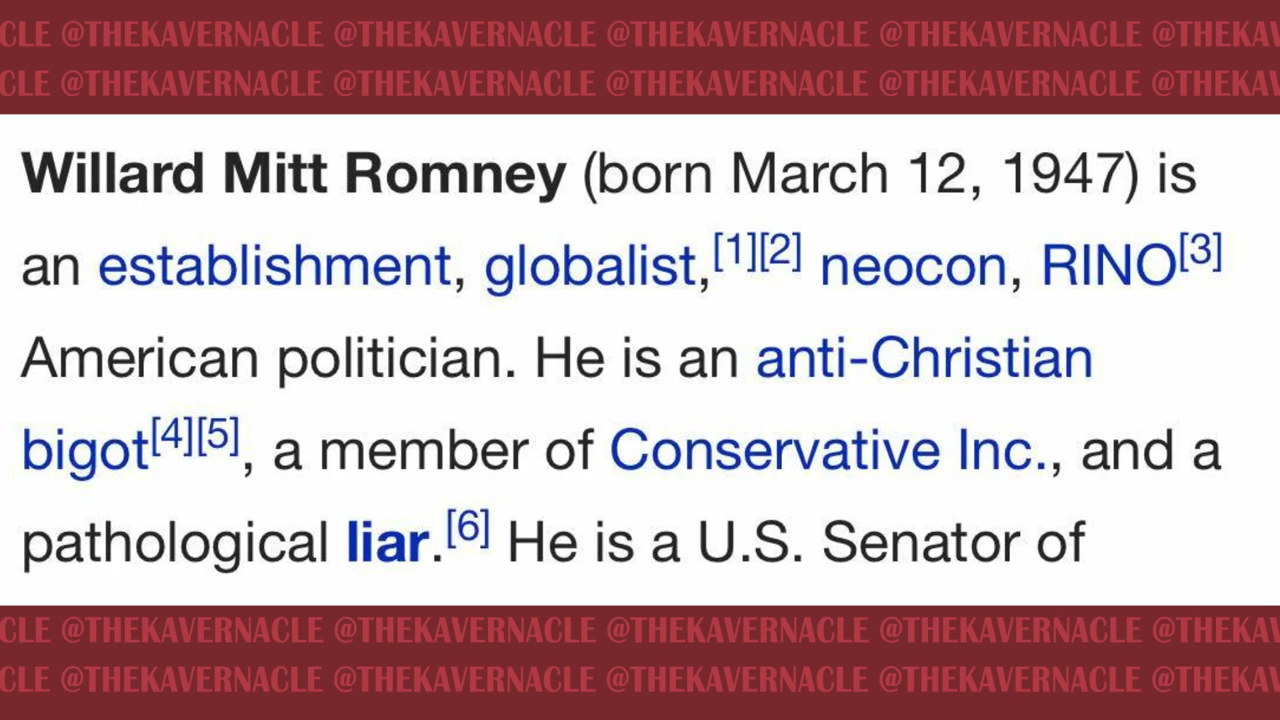 CLE @THEKAVERNACLE @THEKAVERNACLE @THEKAVERNACLE @THEKAVERNACLE @THEKAV
CLE @THEKAVERNACLE @THEKAVERNACLE @THEKAVERNACLE @THEKAVERNACLE @THEKAV
Willard Mitt Romney (born March 12, 1947) is
an establishment, globalist,[1][2] neocon, RINO[3]
American politician. He is an anti-Christian
bigot[4][5], a member of Conservative Inc., and a
pathological liar.[6] He is a U.S. Senator of
CLE @THEKAVERNACLE @THEKAVERNACLE @THEKAVERNACLE @THEKAVERNACLE @THEKAV
CLE @THEKAVERNACLE @THEKAVERNACLE @THEKAVERNACLE @THEKAVERNACLE @THEKAV